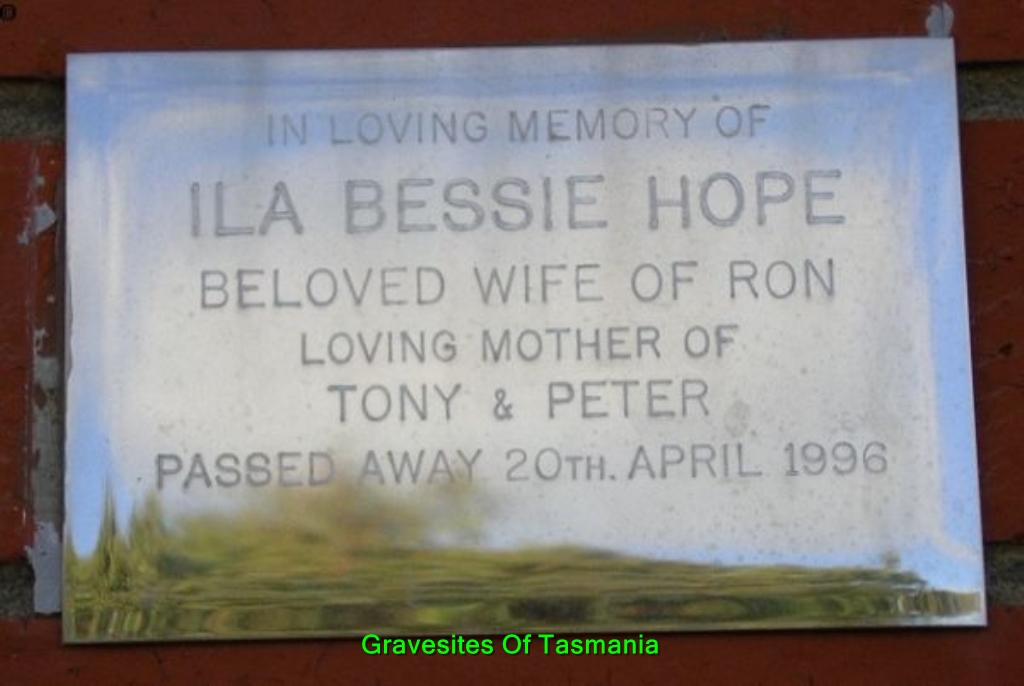 IN LOVING MEMORY OF
ILA BESSIE HOPE
BELOVED WIFE OF RON
LOVING MOTHER OF
TONY & PETER
PASSED AWAY 20TH. APRIL 1996
Gravesites Of Tasmania